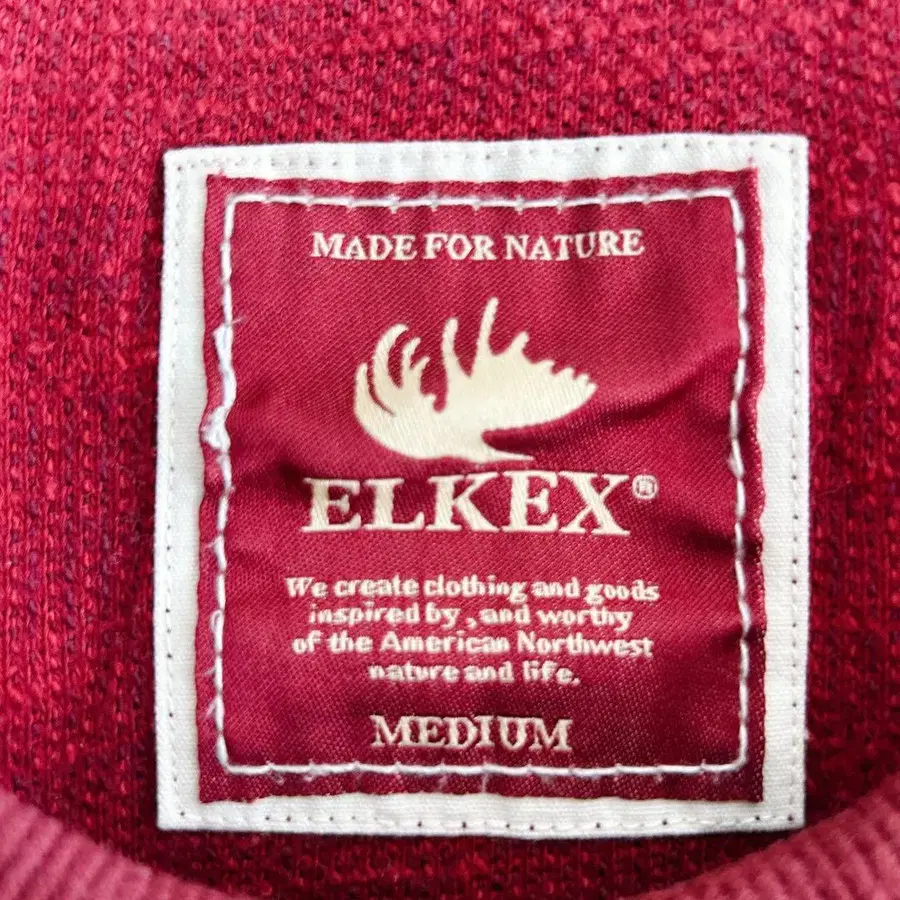 MADE FOR NATURE
ELKEX®
We create clothing and goods
inspired by , and worthy
of the American Northwest
nature and life.
MEDIUM